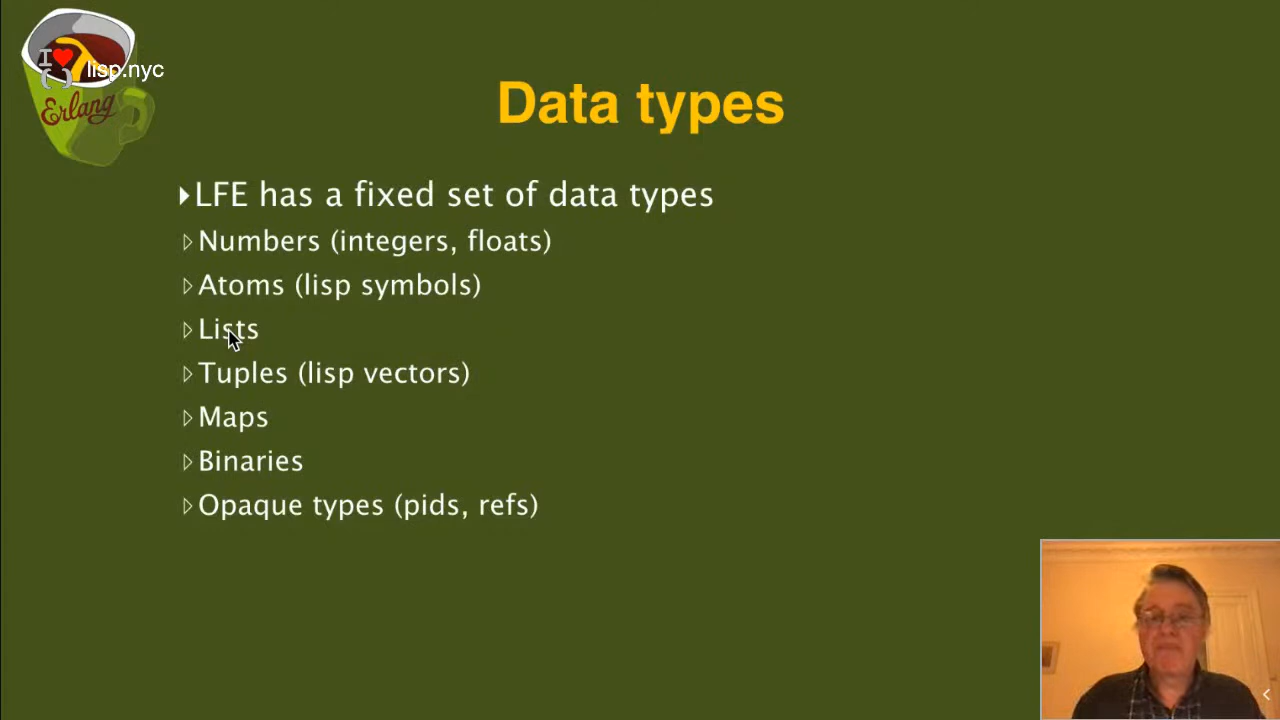 I ❤ lisp.nyc
()
Erlang
Data types
LFE has a fixed set of data types
Numbers (integers, floats)
Atoms (lisp symbols)
Lists
Tuples (lisp vectors)
Maps
Binaries
Opaque types (pids, refs)